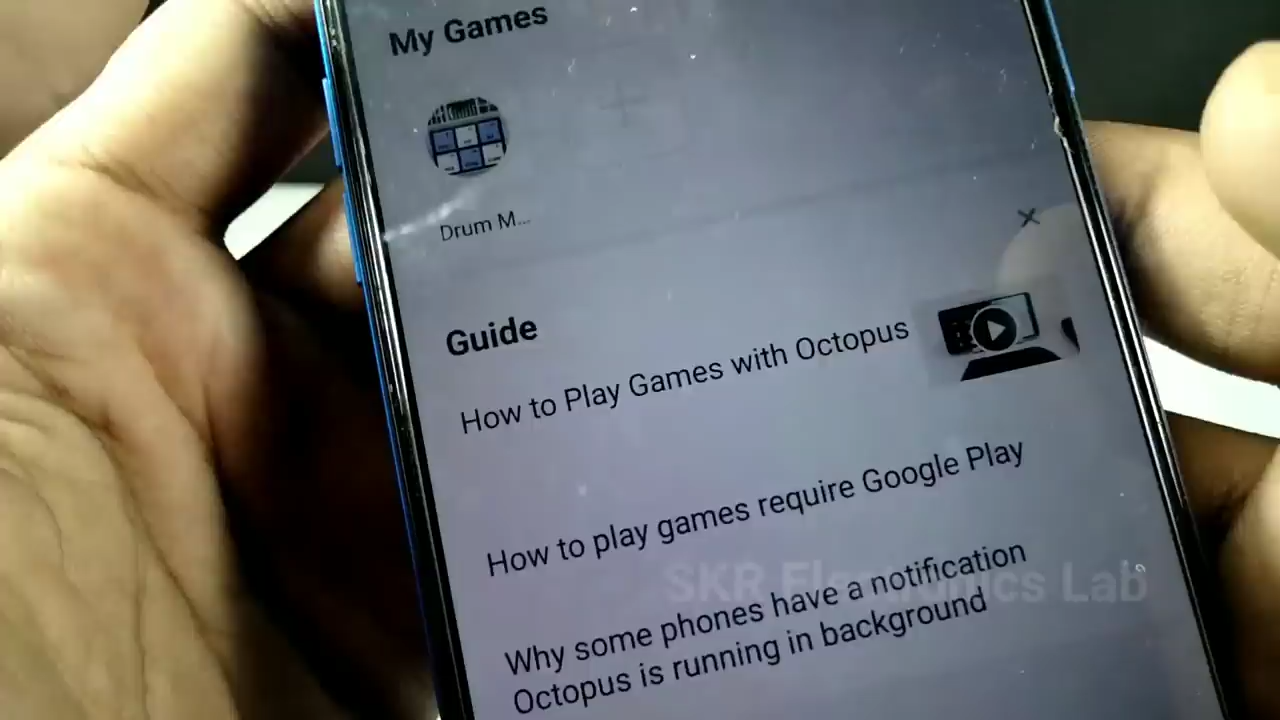 My Games
Drum M...
Guide
How to Play Games with Octopus
How to play games require Google Play
Why some phones have a notification
Octopus is running in background
SKR Electronics Lab